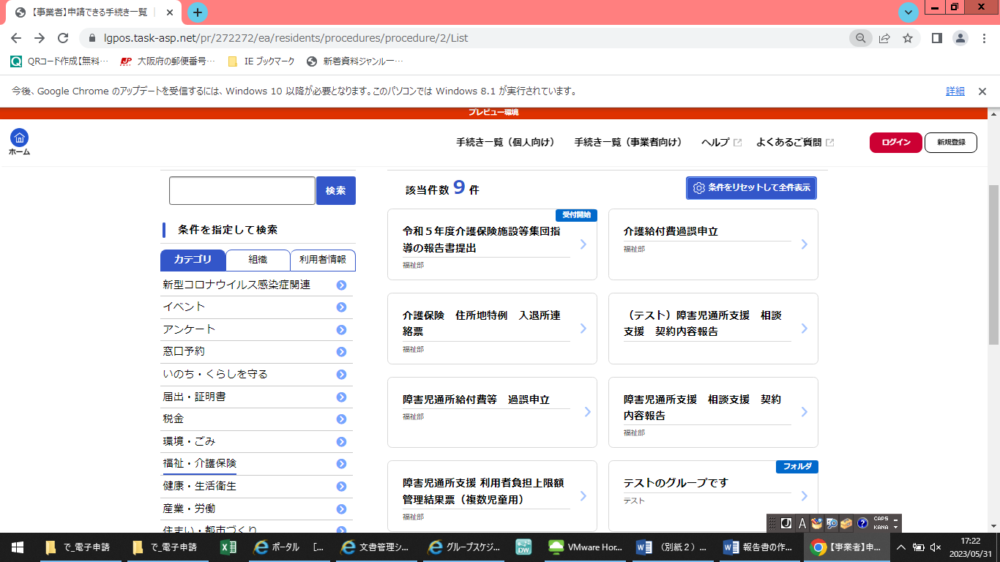 【事業者】申請できる手続き一覧
lgpos.task-asp.net/pr/272272/ea/residents/procedures/procedure/2/List
QRコード作成【無料…
大阪府の郵便番号…
IE ブックマーク
新着資料ジャンルー…
今後、Google Chrome のアップデートを受信するには、Windows 10 以降が必要となります。このパソコンでは Windows 8.1 が実行されています。
詳細
プレビュー環境
ホーム
手続き一覧（個人向け）
手続き一覧（事業者向け）
ヘルプ
よくあるご質問
ログイン
新規登録
検索
条件を指定して検索
カテゴリ
組織
利用者情報
新型コロナウイルス感染症関連
イベント
アンケート
窓口予約
いのち・くらしを守る
届出・証明書
税金
環境・ごみ
福祉・介護保険
健康・生活衛生
産業・労働
住まい・都市づくり
該当件数 9 件
条件をリセットして全件表示
受付開始
令和５年度介護保険施設等集団指
導の報告書提出
福祉部
介護給付費過誤申立
福祉部
介護保険　住所地特例　入退所連
絡票
福祉部
（テスト）障害児通所支援　相談
支援　契約内容報告
障害児通所給付費等　過誤申立
福祉部
障害児通所支援　相談支援　契約
内容報告
福祉部
障害児通所支援 利用者負担上限額
管理結果票（複数児童用）
福祉部
フォルダ
テストのグループです
テスト
A
CAPS
KANA
で_電子申請
で_電子申請
ポータル　[...
文書管理シ...
グループスケジ...
DW
VMware Hor...
（別紙２）...
報告書の作...
【事業者】申...
17:22
2023/05/31